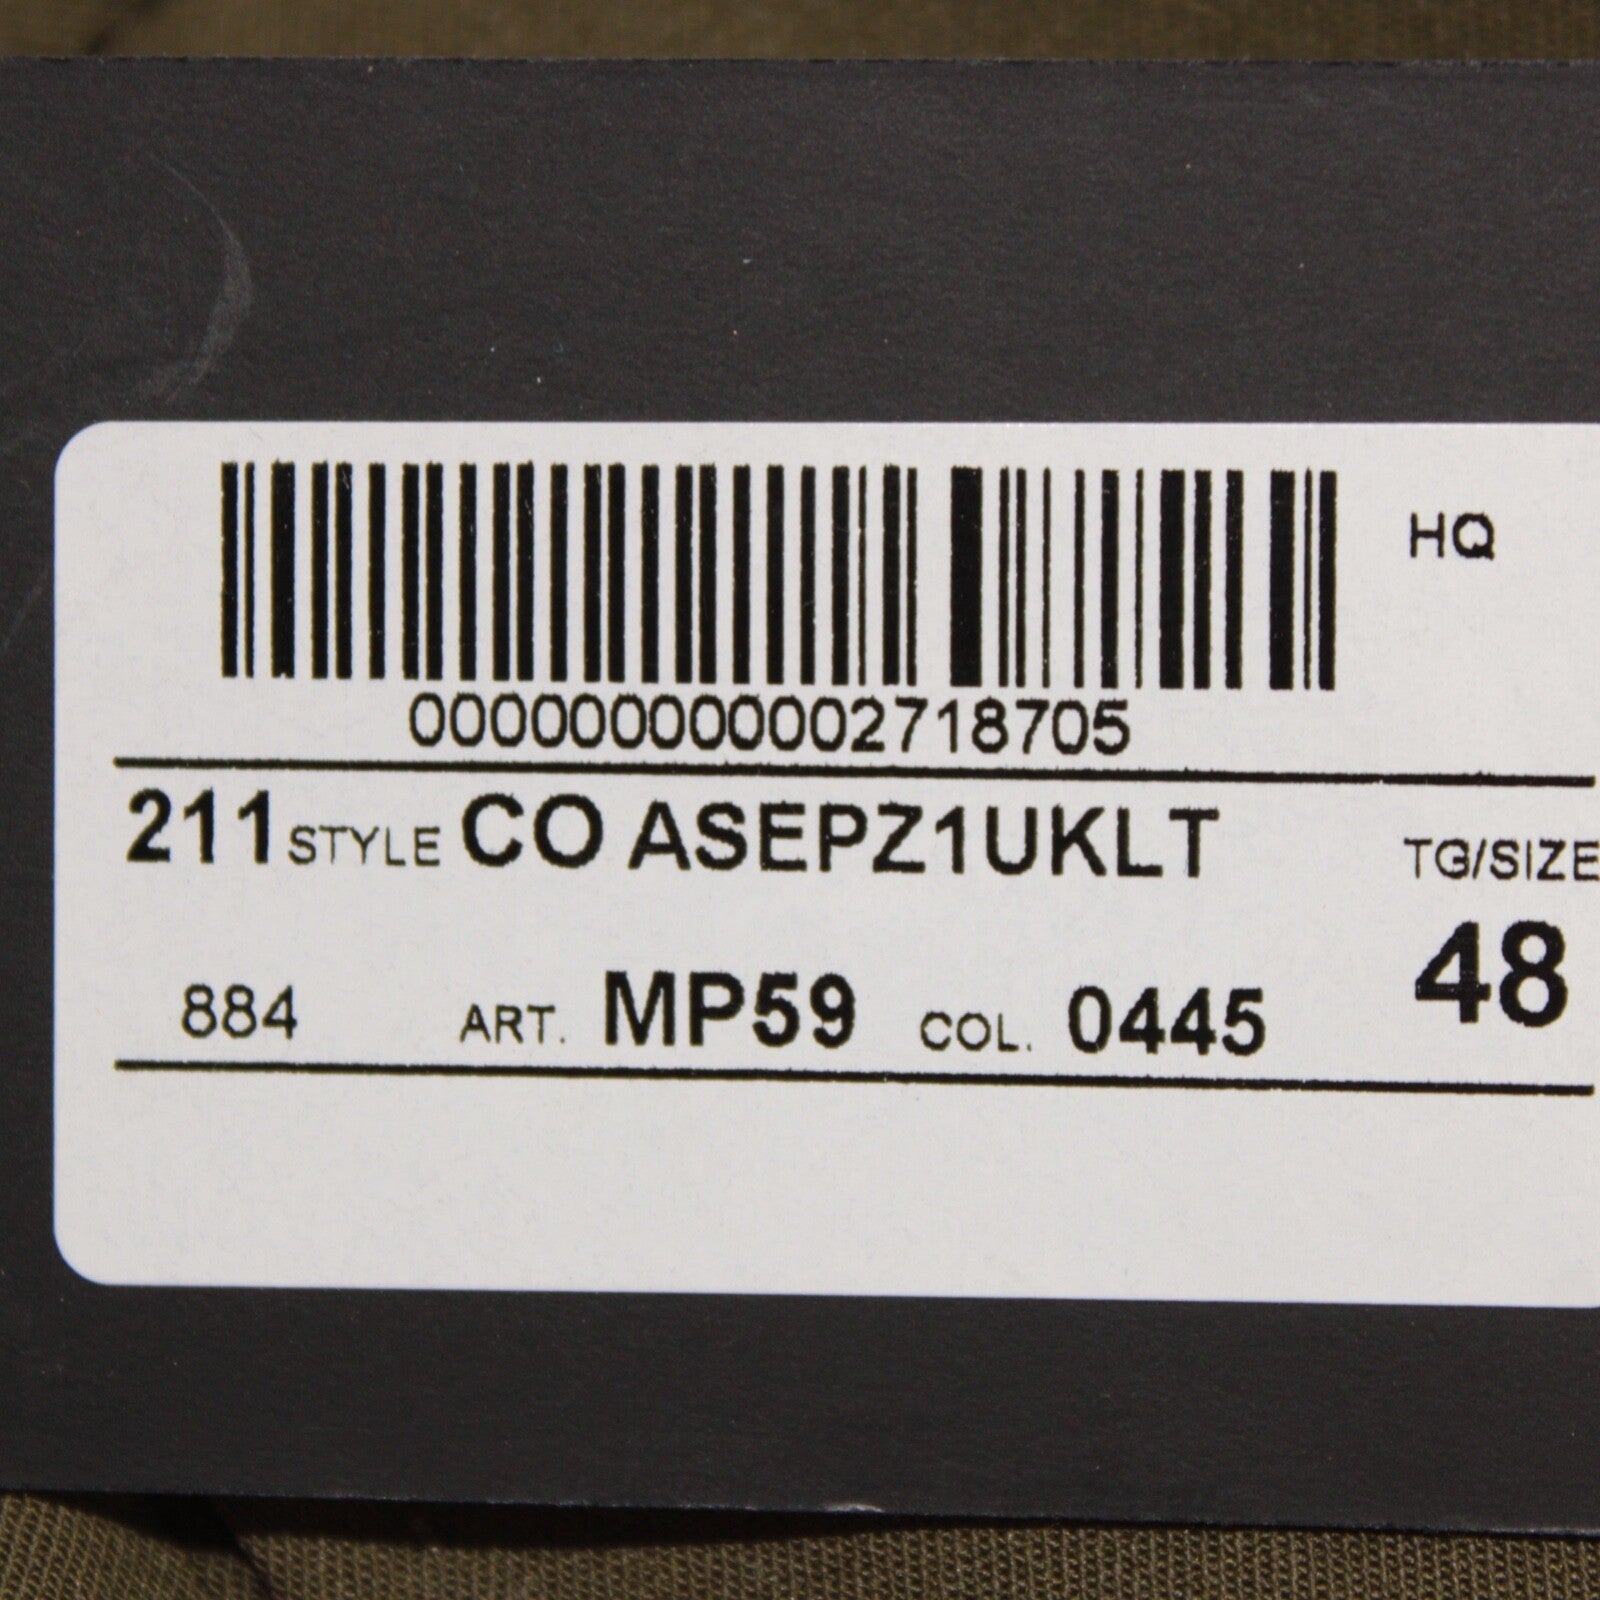 HQ
000000000002718705
211 STYLE CO ASEPZ1UKLT TG/SIZE
884 ART. MP59 COL. 0445 48